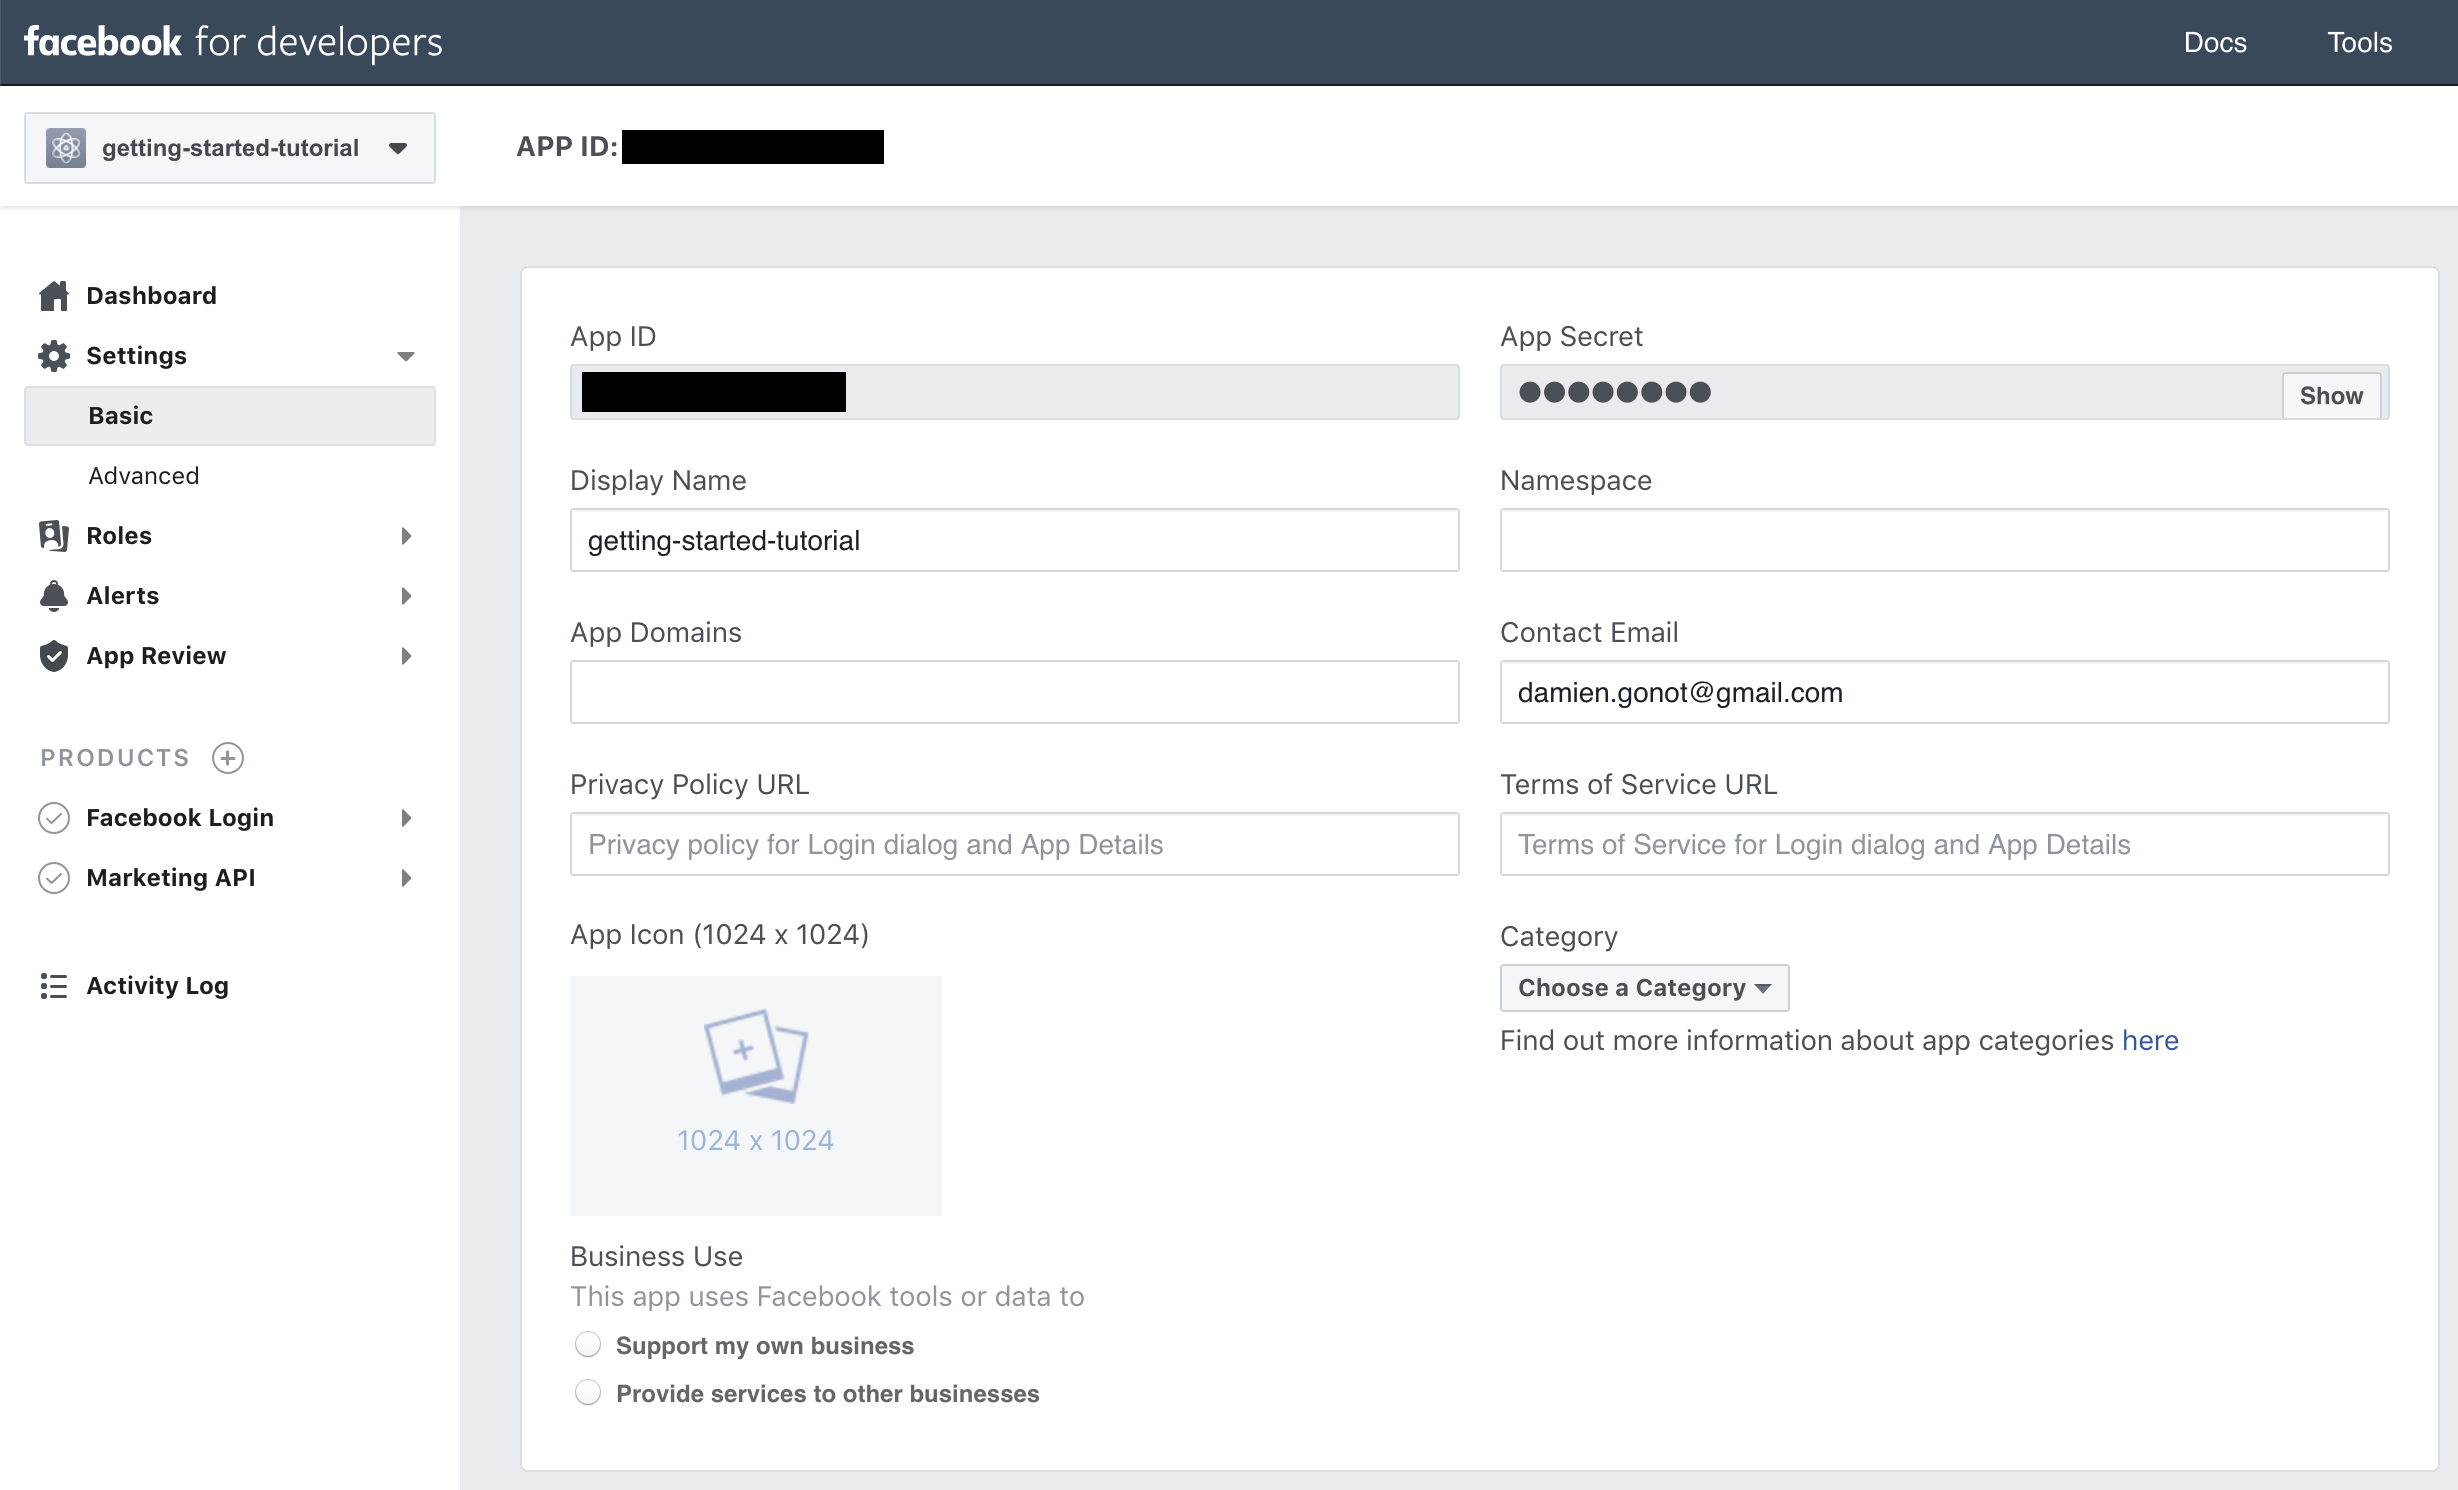 facebook for developers
Docs
Tools
getting-started-tutorial
APP ID:
Dashboard
Settings
Basic
Advanced
Roles
Alerts
App Review
PRODUCTS
Facebook Login
Marketing API
Activity Log
App ID
App Secret
Show
Display Name
Namespace
getting-started-tutorial
App Domains
Contact Email
damien.gonot@gmail.com
Privacy Policy URL
Terms of Service URL
Privacy policy for Login dialog and App Details
Terms of Service for Login dialog and App Details
App Icon (1024 x 1024)
Category
Choose a Category
Find out more information about app categories here
1024 x 1024
Business Use
This app uses Facebook tools or data to
Support my own business
Provide services to other businesses